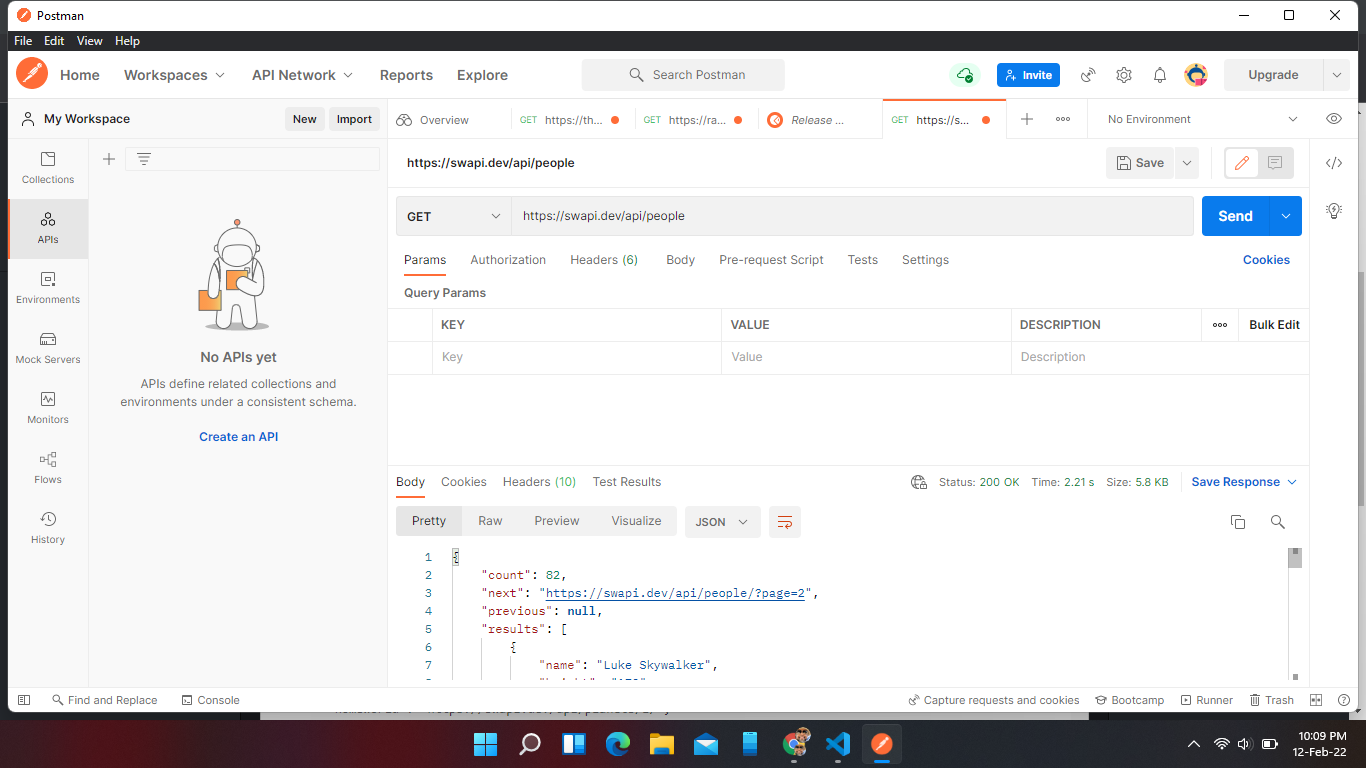 Postman
File Edit View Help
Home Workspaces API Network Reports Explore Search Postman Invite Upgrade
My Workspace New Import
Overview GET https://th... GET https://ra... Release ... GET https://s... No Environment
Collections
APIs
Environments
Mock Servers
Monitors
Flows
History
No APIs yet
APIs define related collections and
environments under a consistent schema.
Create an API
https://swapi.dev/api/people Save
GET https://swapi.dev/api/people Send
Params Authorization Headers (6) Body Pre-request Script Tests Settings Cookies
Query Params
KEY VALUE DESCRIPTION Bulk Edit
Key Value Description
Body Cookies Headers (10) Test Results Status: 200 OK Time: 2.21 s Size: 5.8 KB Save Response
Pretty Raw Preview Visualize JSON
1 {
2 "count": 82,
3 "next": "https://swapi.dev/api/people/?page=2",
4 "previous": null,
5 "results": [
6 {
7 "name": "Luke Skywalker",
Find and Replace Console Capture requests and cookies Bootcamp Runner Trash
10:09 PM
12-Feb-22